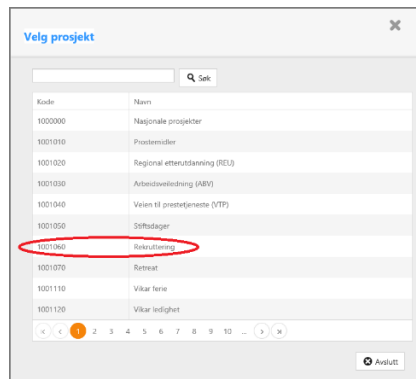 Velg prosjekt
Søk
Kode Navn
1000000 Nasjonale prosjekter
1001010 Prostemidler
1001020 Regional etterutdanning (REU)
1001030 Arbeidsveiledning (ABV)
1001040 Veien til prestetjeneste (VTP)
1001050 Stiftsdager
1001060 Rekruttering
1001070 Retreat
1001110 Vikar ferie
1001120 Vikar ledighet
1 2 3 4 5 6 7 8 9 10 ...
Avslutt